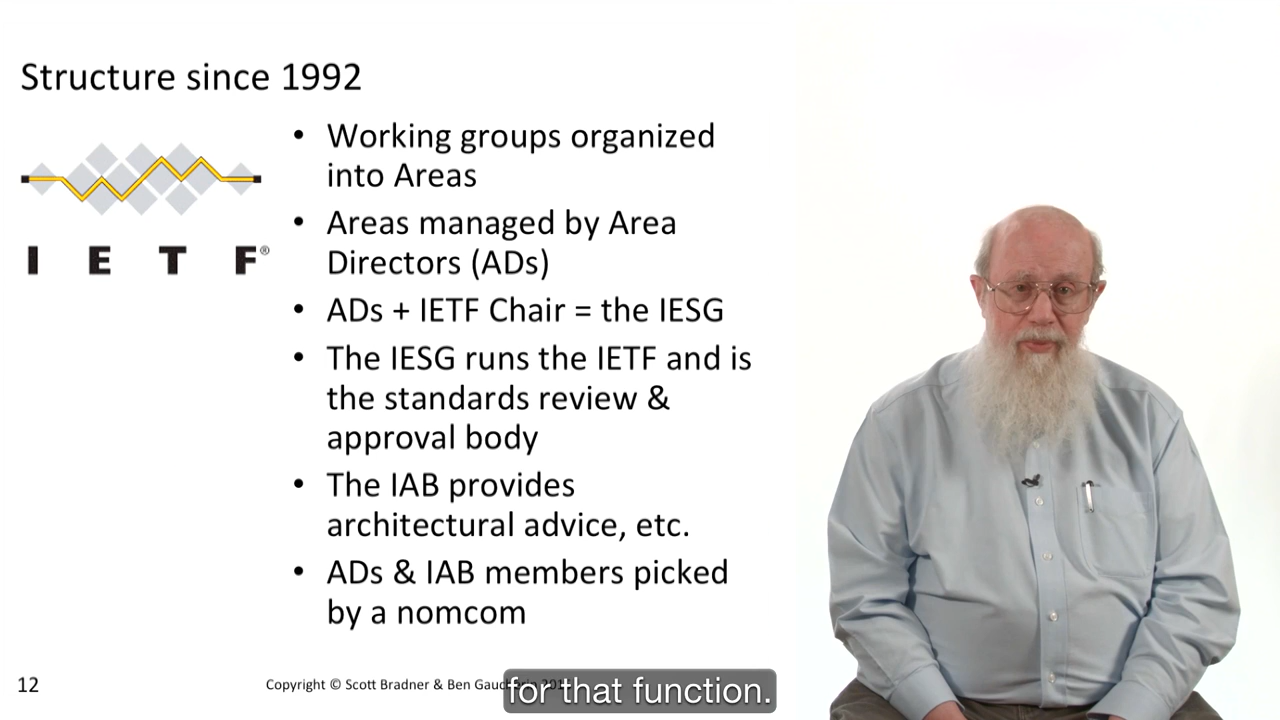 Structure since 1992
I E T F®
• Working groups organized
into Areas
• Areas managed by Area
Directors (ADs)
• ADs + IETF Chair = the IESG
• The IESG runs the IETF and is
the standards review &
approval body
• The IAB provides
architectural advice, etc.
• ADs & IAB members picked
by a nomcom
12
Copyright © Scott Bradner & Ben
for that function.